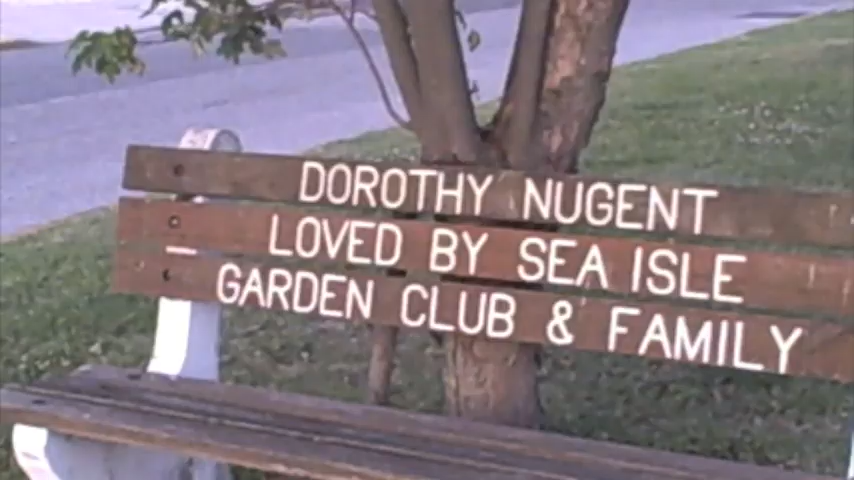 DOROTHY NUGENT
LOVED BY SEA ISLE
GARDEN CLUB & FAMILY